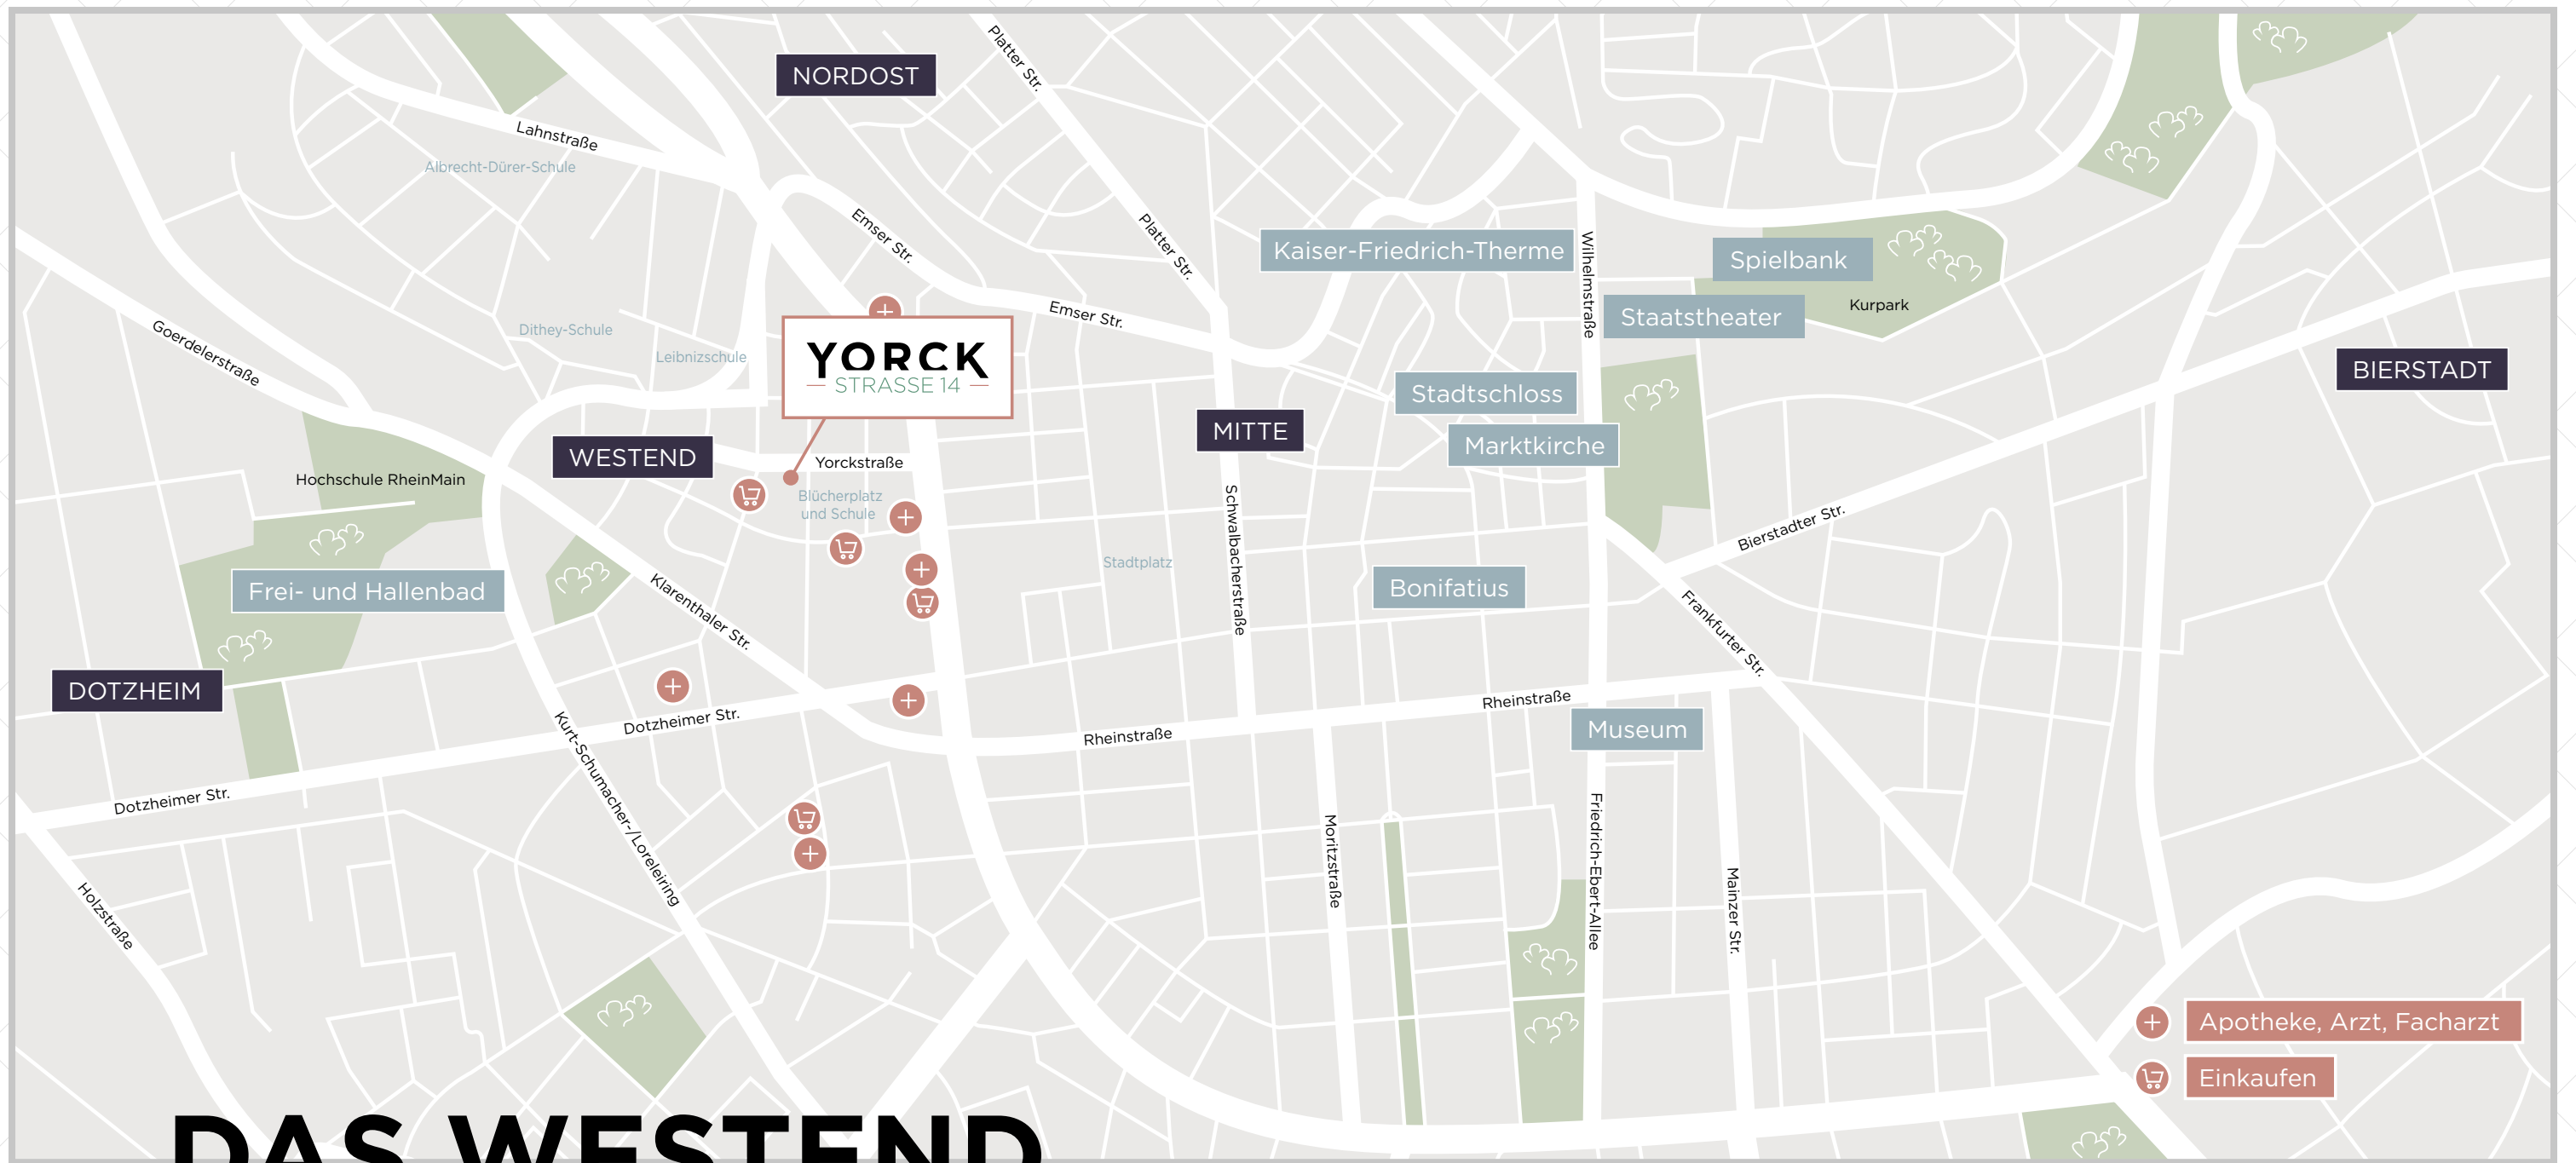 NORDOST
Platter Str.
Lahnstraße
Albrecht-Dürer-Schule
Emser Str.
Platter Str.
Kaiser-Friedrich-Therme
Wilhelmstraße
Spielbank
Staatstheater
Kurpark
Emser Str.
Goerdelerstraße
Dithey-Schule
Leibnizschule
YORCK
STRASSE 14
BIERSTADT
Stadtschloss
MITTE
Marktkirche
WESTEND
Yorckstraße
Hochschule RheinMain
Blücherplatz
und Schule
Schwalbacherstraße
Bierstadter Str.
Stadtplatz
Frei- und Hallenbad
Klarenthaler Str.
Bonifatius
Frankfurter Str.
DOTZHEIM
Dotzheimer Str.
Rheinstraße
Rheinstraße
Museum
Kurt-Schumacher-/Loreleiring
Dotzheimer Str.
Moritzstraße
Friedrich-Ebert-Allee
Mainzer Str.
Holzstraße
Apotheke, Arzt, Facharzt
Einkaufen
DAS WESTEND